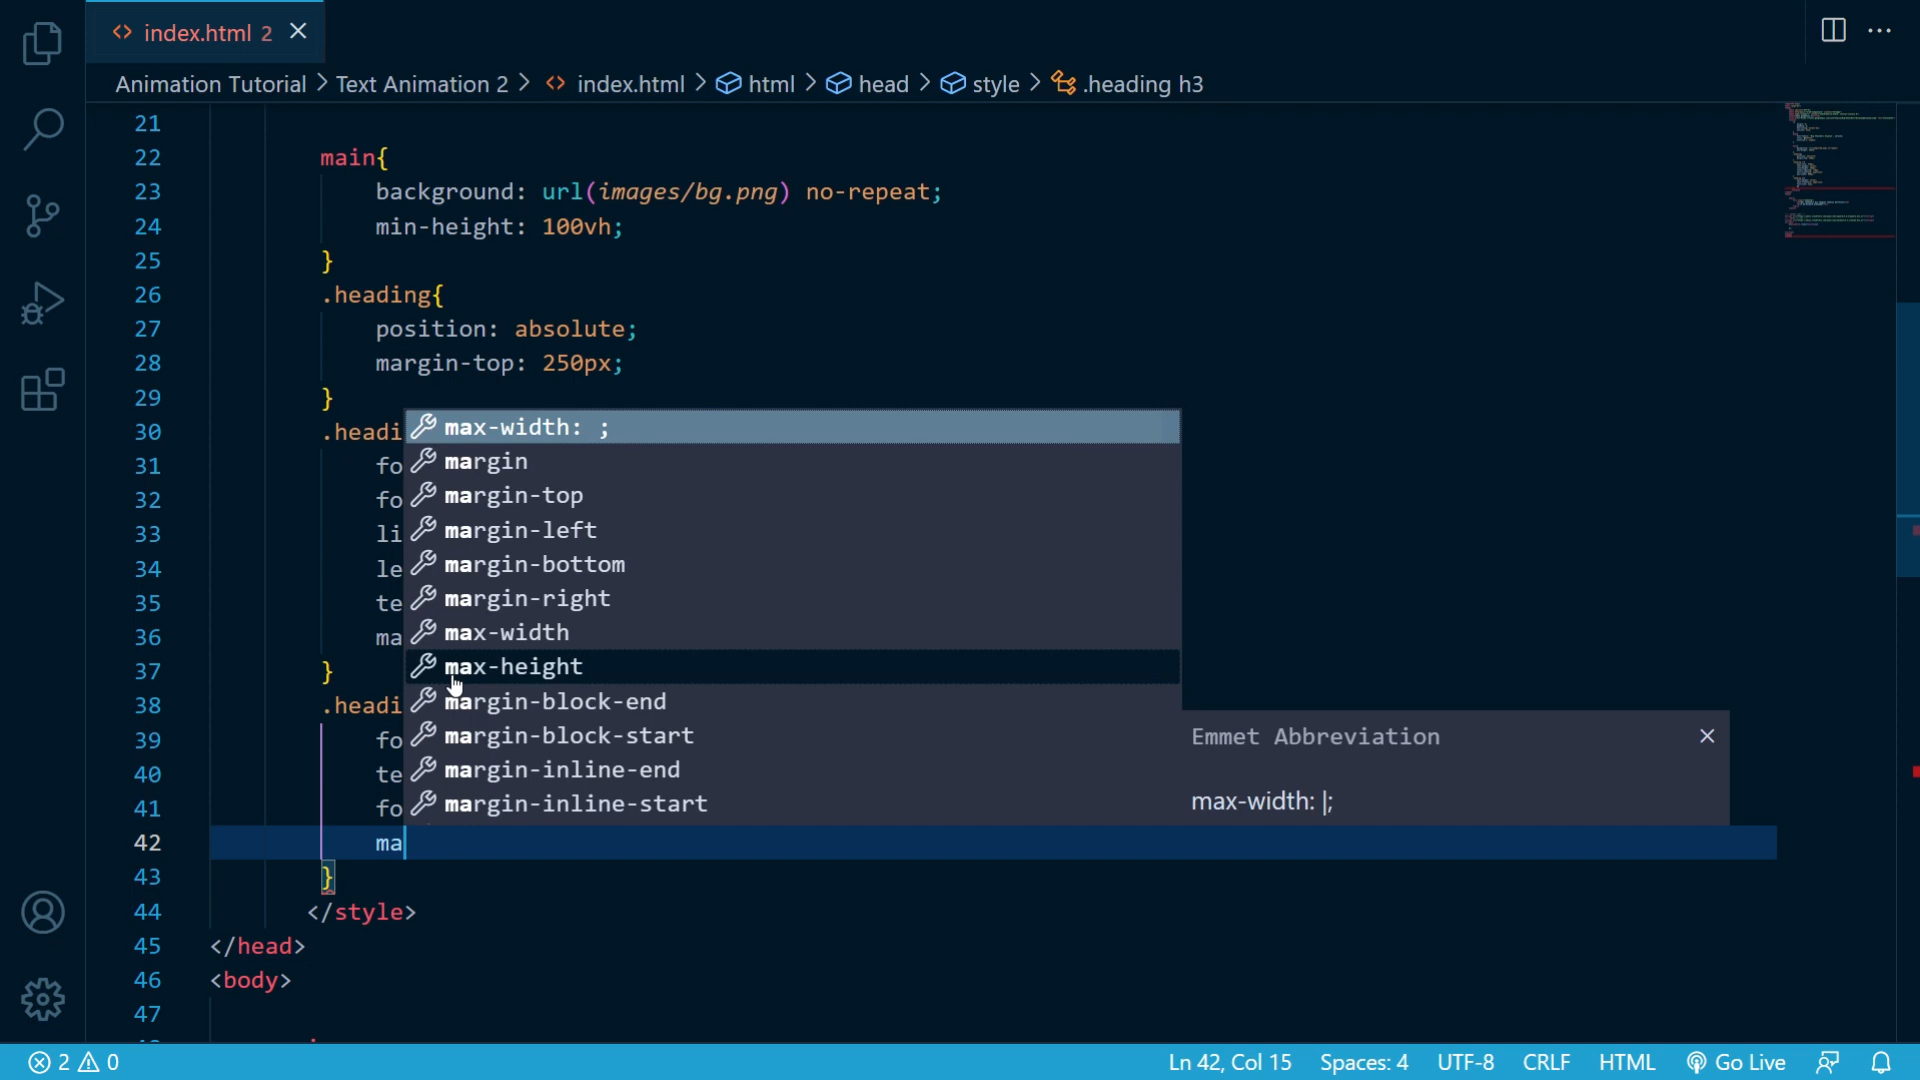 index.html 2
Animation Tutorial > Text Animation 2 > index.html > html > head > style > .heading h3
21
22 main{
23 background: url(images/bg.png) no-repeat;
24 min-height: 100vh;
25 }
26 .heading{
27 position: absolute;
28 margin-top: 250px;
29 }
30 .headi
31 fo
32 fo
33 li
34 le
35 te
36 ma
37 }
38 .headi
39 fo
40 te
41 fo
42 ma
43 }
44 </style>
45 </head>
46 <body>
47
max-width: ;
margin
margin-top
margin-left
margin-bottom
margin-right
max-width
max-height
margin-block-end
margin-block-start
margin-inline-end
margin-inline-start
Emmet Abbreviation
max-width: |;
2 0 Ln 42, Col 15 Spaces: 4 UTF-8 CRLF HTML Go Live